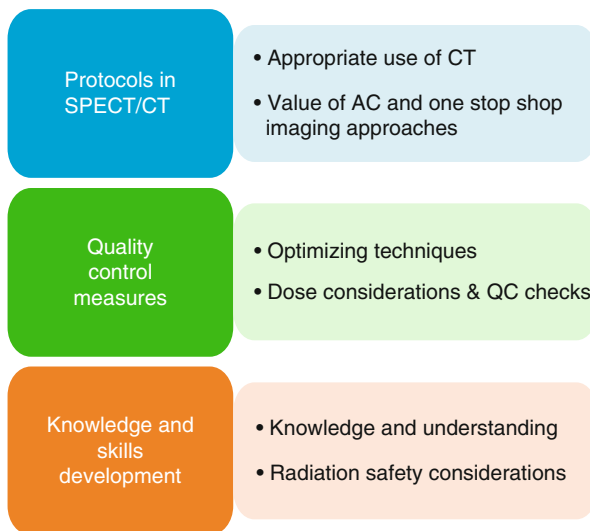 Protocols in
SPECT/CT
• Appropriate use of CT
• Value of AC and one stop shop
imaging approaches
Quality
control
measures
• Optimizing techniques
• Dose considerations & QC checks
Knowledge and
skills
development
• Knowledge and understanding
• Radiation safety considerations